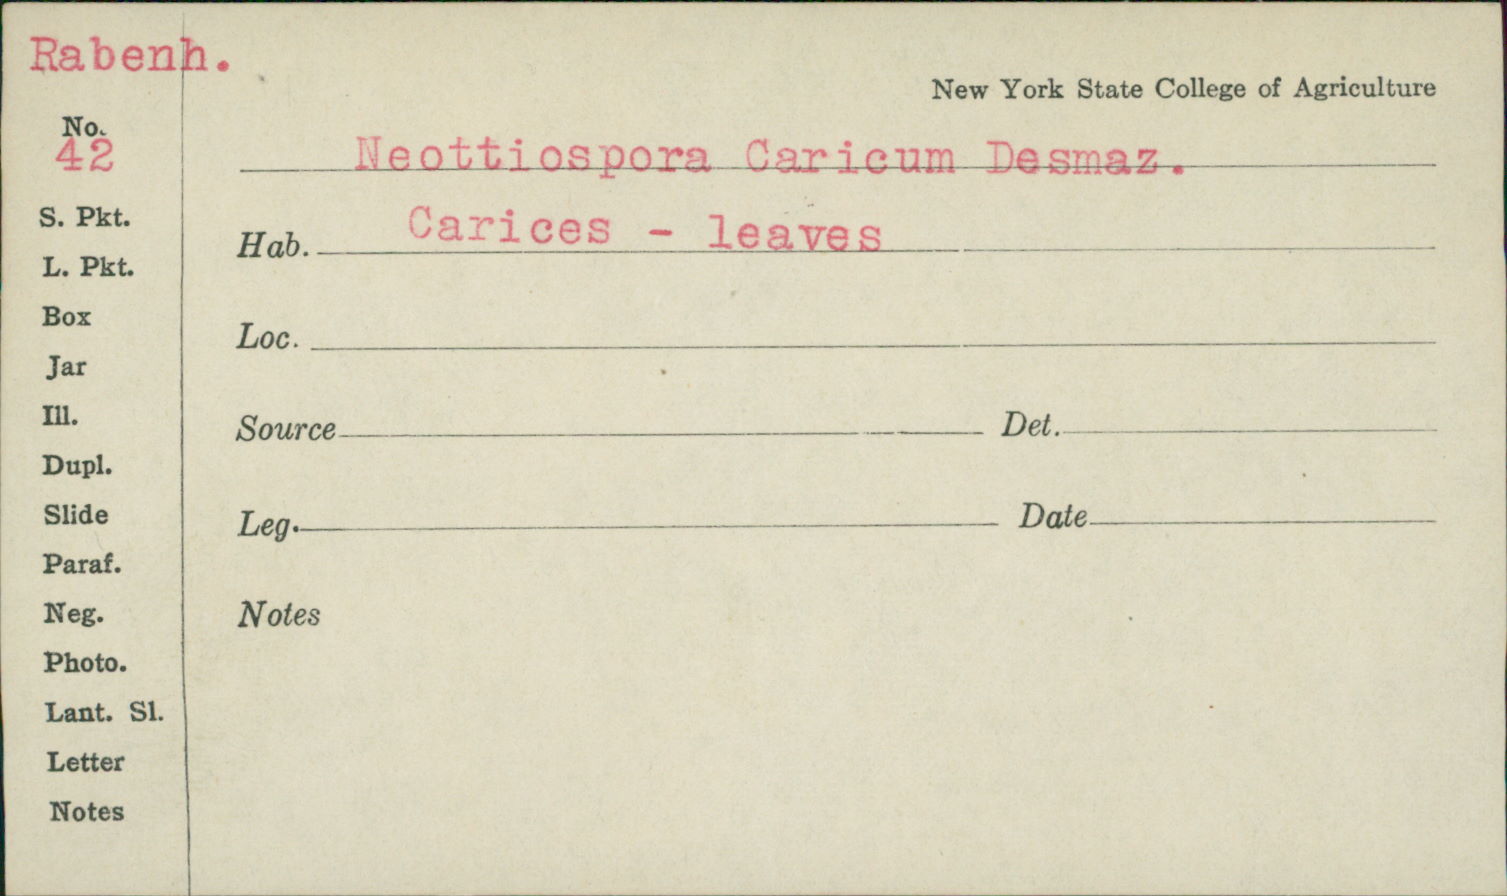 Rabenh.
New York State College of Agriculture
No.
42
Neottiospora Caricum Desmaz.
S. Pkt.
Hab. Carices - leaves
L. Pkt.
Box
Loc.
Jar
Ill.
Source Det.
Dupl.
Slide
Leg. Date
Paraf.
Neg.
Notes
Photo.
Lant. Sl.
Letter
Notes